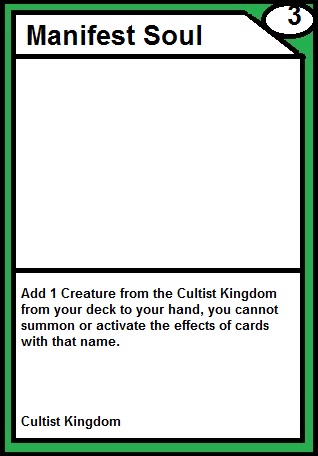 Manifest Soul
3
Add 1 Creature from the Cultist Kingdom
from your deck to your hand, you cannot
summon or activate the effects of cards
with that name.
Cultist Kingdom